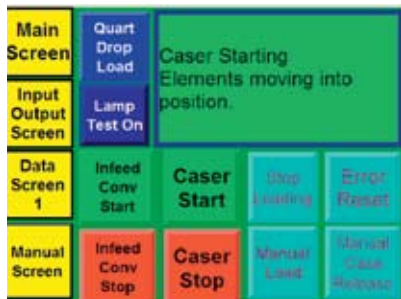 Main
Screen
Quart
Drop
Load
Caser Starting
Elements moving into
position.
Input
Output
Screen
Lamp
Test On
Data
Screen
1
Infeed
Conv
Start
Caser
Start
Stop
Loading
Error
Reset
Manual
Screen
Infeed
Conv
Stop
Caser
Stop
Manual
Load
Manual
Case
Release